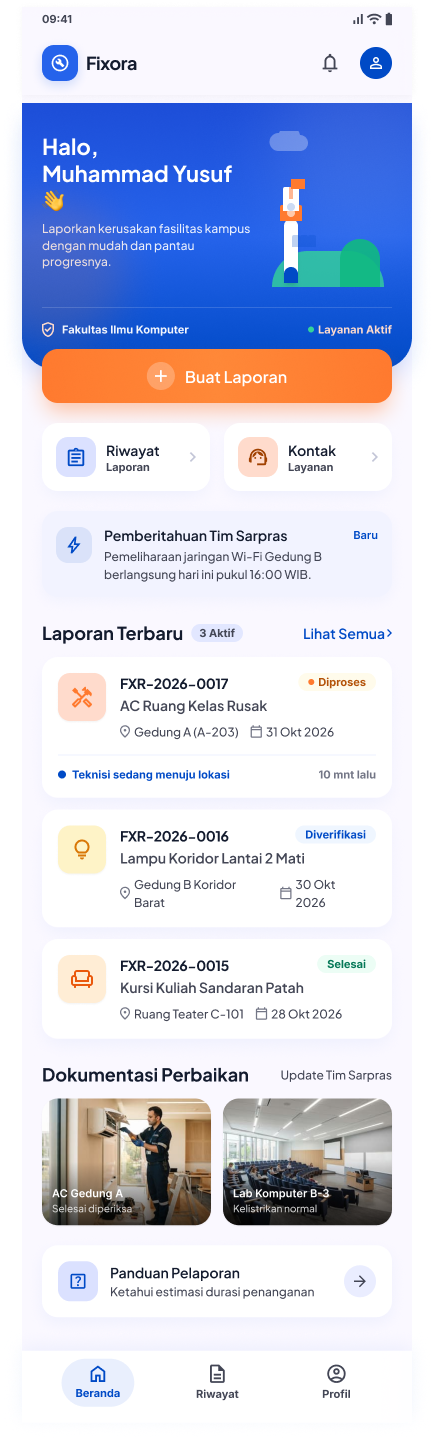 09:41
Fixora
Halo,
Muhammad Yusuf
👋
Laporkan kerusakan fasilitas kampus
dengan mudah dan pantau
progresnya.
Fakultas Ilmu Komputer
Layanan Aktif
Buat Laporan
Riwayat
Laporan
Kontak
Layanan
Pemberitahuan Tim Sarpras
Baru
Pemeliharaan jaringan Wi-Fi Gedung B
berlangsung hari ini pukul 16:00 WIB.
Laporan Terbaru
3 Aktif
Lihat Semua
FXR-2026-0017
Diproses
AC Ruang Kelas Rusak
Gedung A (A-203)
31 Okt 2026
Teknisi sedang menuju lokasi
10 mnt lalu
FXR-2026-0016
Diverifikasi
Lampu Koridor Lantai 2 Mati
Gedung B Koridor
Barat
30 Okt
2026
FXR-2026-0015
Selesai
Kursi Kuliah Sandaran Patah
Ruang Teater C-101
28 Okt 2026
Dokumentasi Perbaikan
Update Tim Sarpras
AC Gedung A
Selesai diperiksa
Lab Komputer B-3
Kelistrikan normal
Panduan Pelaporan
Ketahui estimasi durasi penanganan
Beranda
Riwayat
Profil